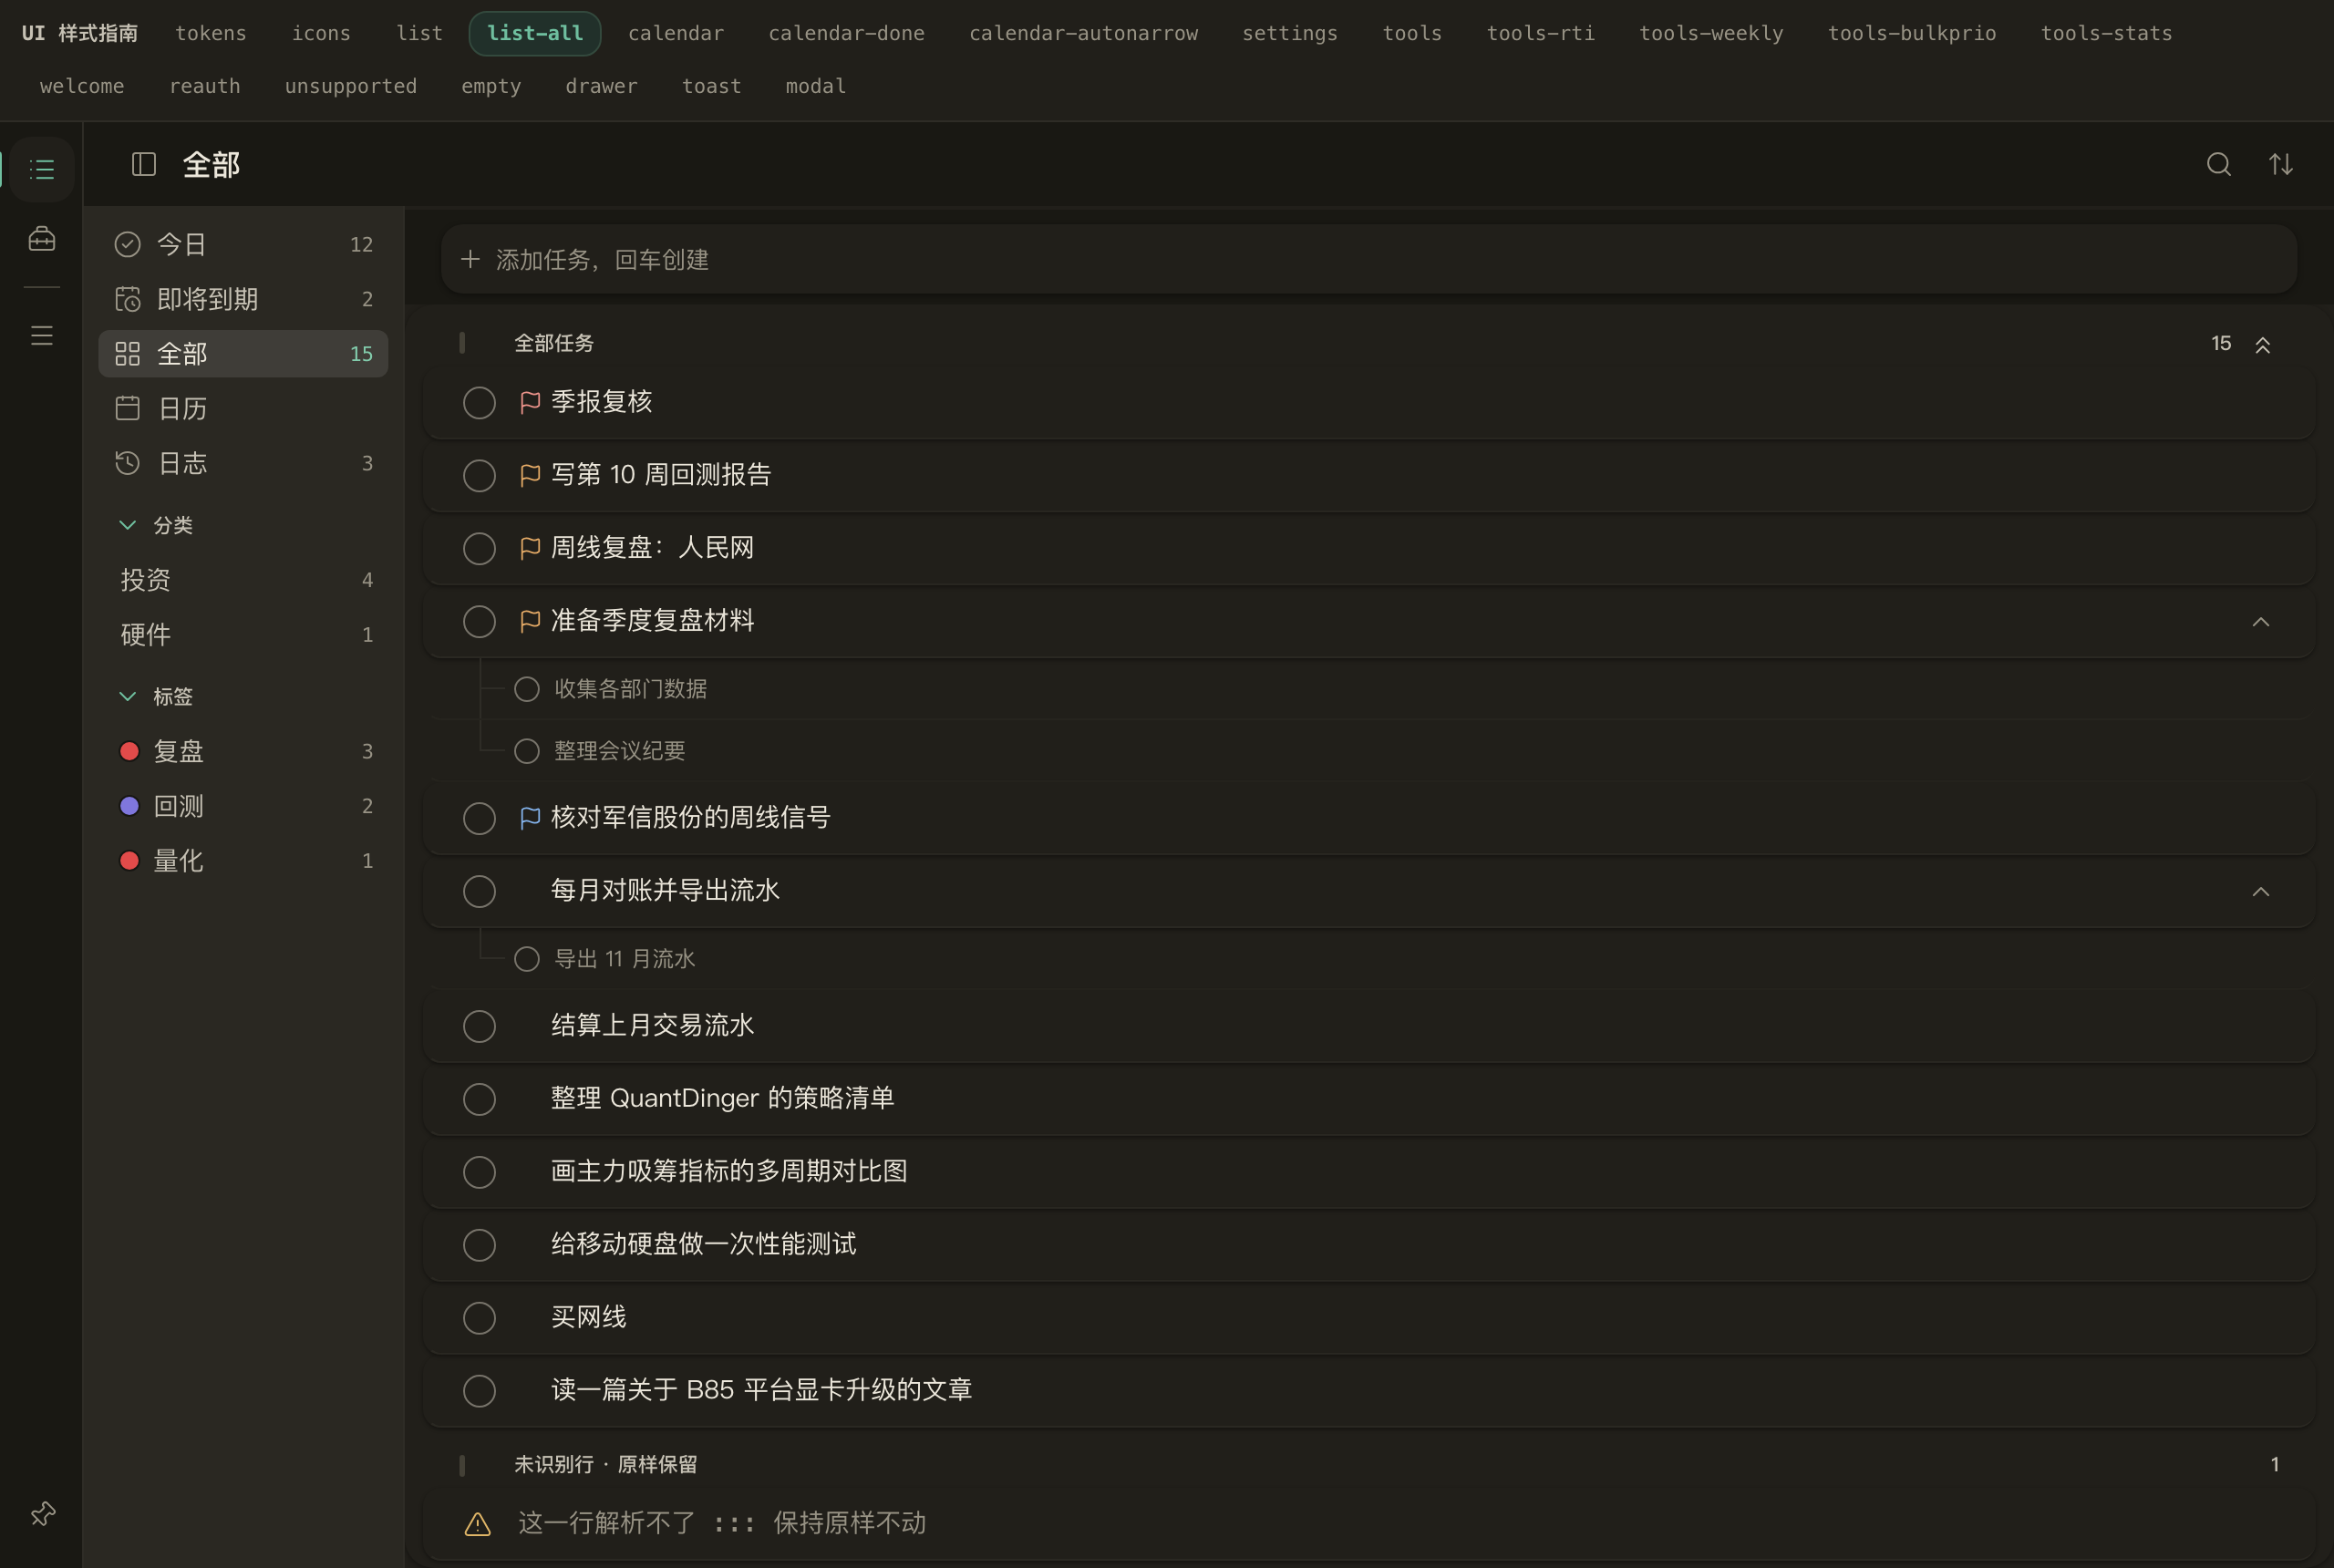 UI 样式指南 tokens icons list list-all calendar calendar-done calendar-autonarrow settings tools tools-rti tools-weekly tools-bulkprio tools-stats
welcome reauth unsupported empty drawer toast modal
全部
今日 12
即将到期 2
全部 15
日历
日志 3
分类
投资 4
硬件 1
标签
复盘 3
回测 2
量化 1
添加任务，回车创建
全部任务 15
季报复核
写第 10 周回测报告
周线复盘：人民网
准备季度复盘材料
收集各部门数据
整理会议纪要
核对军信股份的周线信号
每月对账并导出流水
导出 11 月流水
结算上月交易流水
整理 QuantDinger 的策略清单
画主力吸筹指标的多周期对比图
给移动硬盘做一次性能测试
买网线
读一篇关于 B85 平台显卡升级的文章
未识别行 · 原样保留 1
这一行解析不了 ::: 保持原样不动